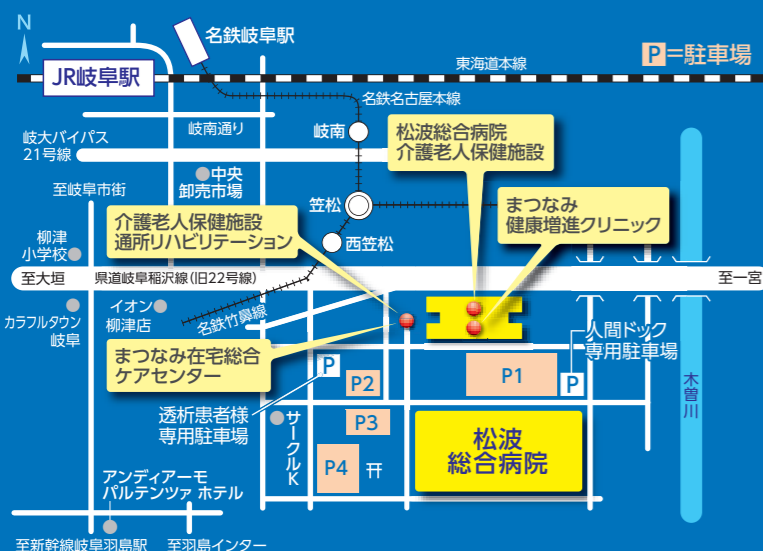 N
名鉄岐阜駅
JR岐阜駅
東海道本線
P=駐車場
名鉄名古屋本線
岐南通り
岐南
岐大バイパス
21号線
松波総合病院
介護老人保健施設
中央
卸売市場
至岐阜市街
笠松
まつなみ
健康増進クリニック
介護老人保健施設
通所リハビリテーション
西笠松
柳津
小学校
至大垣
県道岐阜稲沢線(旧22号線)
至一宮
カラフルタウン
岐阜
イオン
柳津店
名鉄竹鼻線
まつなみ在宅総合
ケアセンター
人間ドック
専用駐車場
P
P1
P
P2
木曽川
透析患者様
専用駐車場
P3
サークルK
松波
総合病院
P4
アンディアーモ
パルテンツァ ホテル
至新幹線岐阜羽島駅
至羽島インター